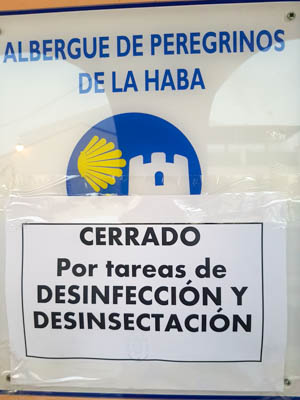 ALBERGUE DE PEREGRINOS
DE LA HABA
CERRADO
Por tareas de
DESINFECCIÓN Y
DESINSECTACIÓN